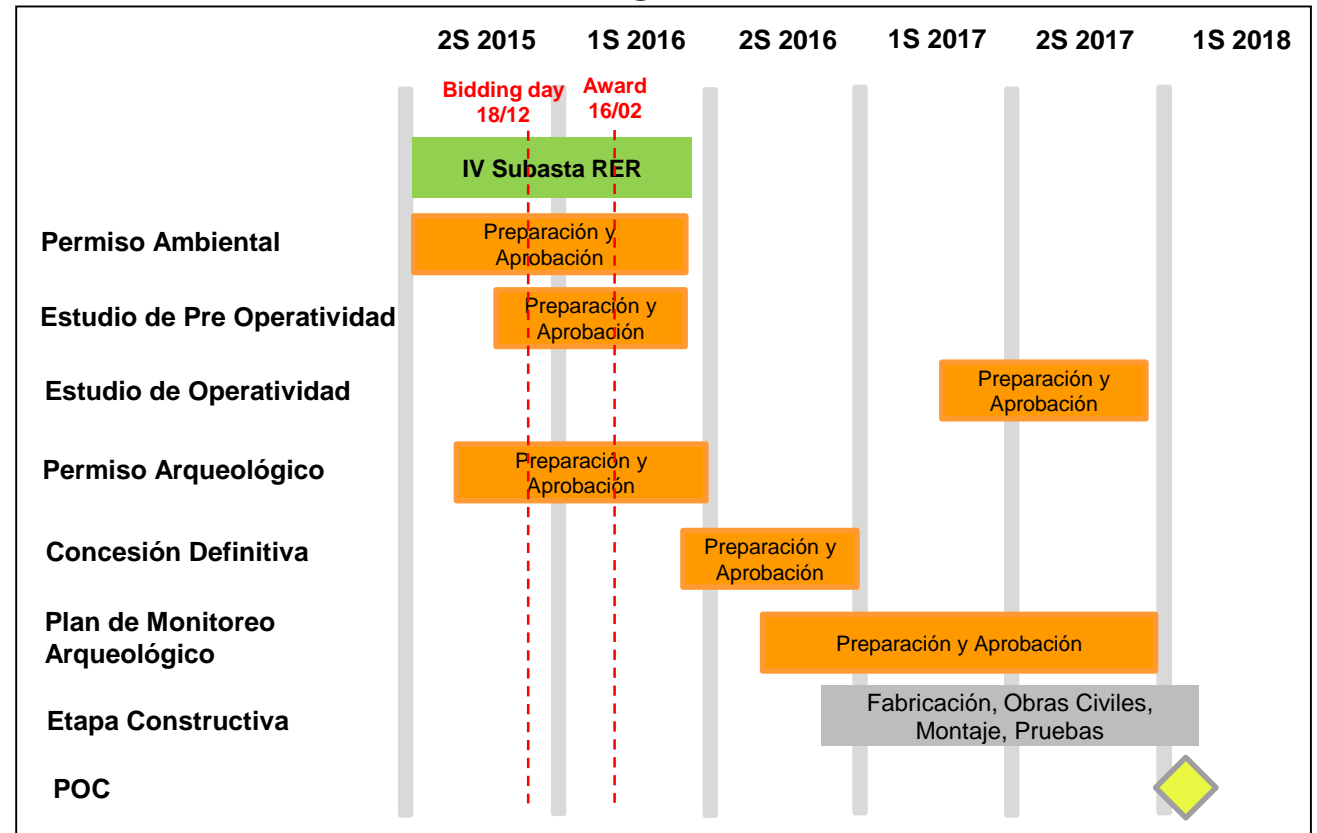 2S 2015 1S 2016 2S 2016 1S 2017 2S 2017 1S 2018
Bidding day
18/12
Award
16/02
IV Subasta RER
Permiso Ambiental
Preparación y
Aprobación
Estudio de Pre Operatividad
Preparación y
Aprobación
Estudio de Operatividad
Preparación y
Aprobación
Permiso Arqueológico
Preparación y
Aprobación
Concesión Definitiva
Preparación y
Aprobación
Plan de Monitoreo
Arqueológico
Preparación y Aprobación
Etapa Constructiva
Fabricación, Obras Civiles,
Montaje, Pruebas
POC